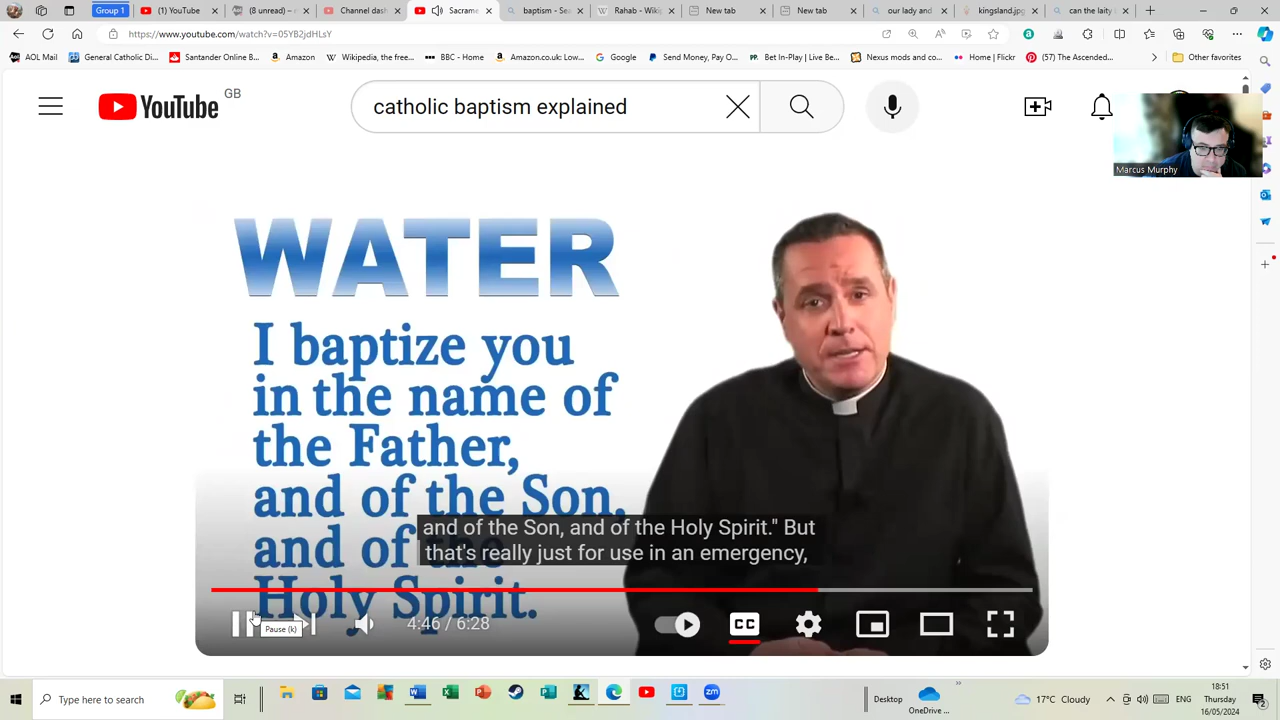 Group 1
(1) YouTube
(8 unread) –
Channel dash
Sacrame
baptism - Sea
Rahab - Wiki
New tab
New tab
our lady and
kingsland.jpg
can the laity
https://www.youtube.com/watch?v=05YB2jdHLsY
AOL Mail
General Catholic Di...
Santander Online B...
Amazon
Wikipedia, the free...
BBC - Home
Amazon.co.uk: Low...
Google
Send Money, Pay O...
Bet In-Play | Live Be...
Nexus mods and co...
Home | Flickr
(57) The Ascended...
Other favorites
YouTube GB
catholic baptism explained
Marcus Murphy
WATER
I baptize you
in the name of
the Father,
and of the Son,
and of the
Holy Spirit.
and of the Son, and of the Holy Spirit." But
that's really just for use in an emergency,
Pause (k)
4:46 / 6:28
CC
Type here to search
Desktop
OneDrive ...
17°C Cloudy
ENG
18:51
Thursday
16/05/2024